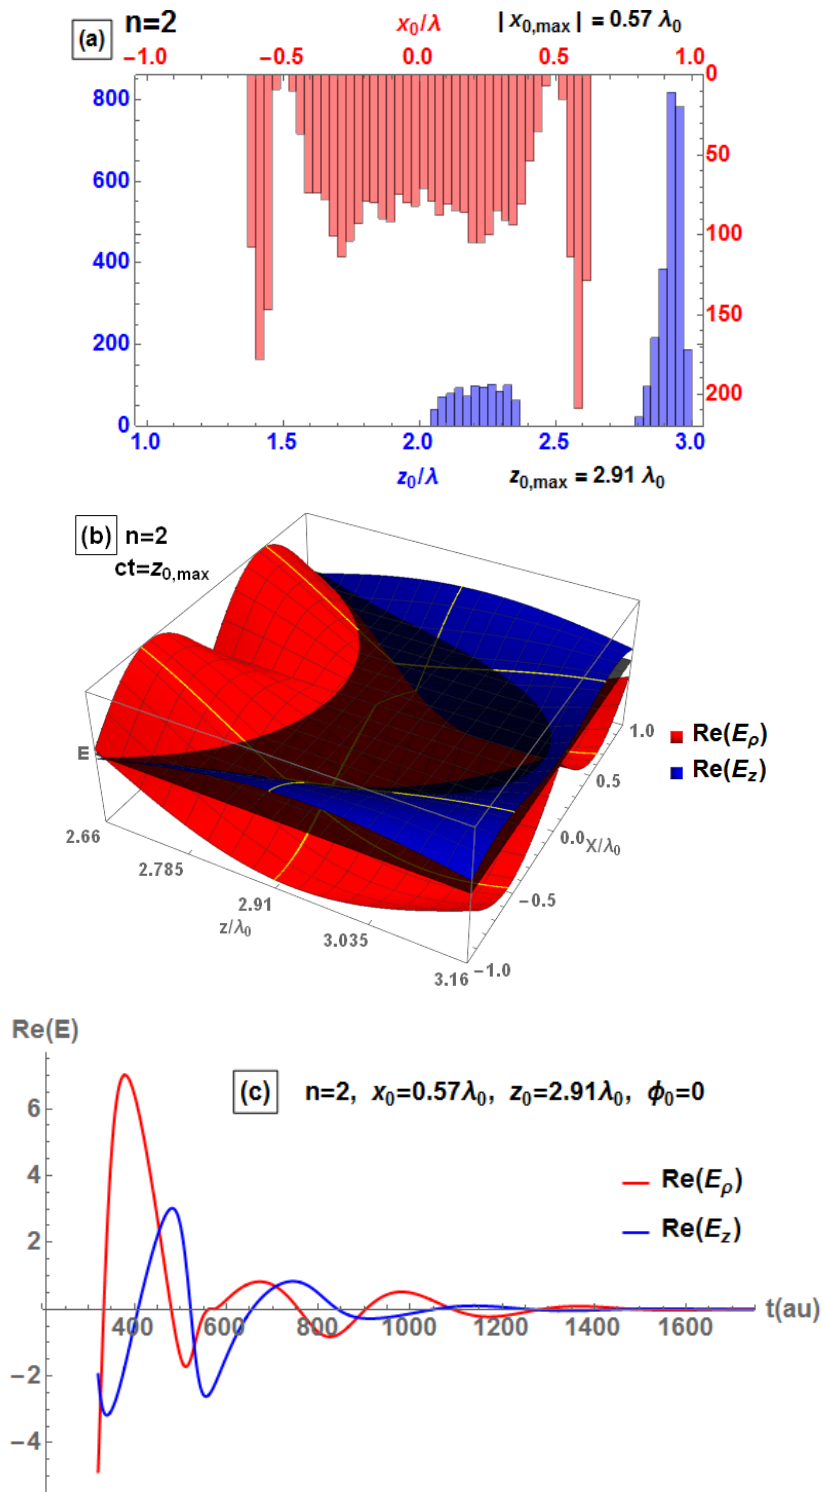 (a) n=2 x₀/λ | x₀,max | = 0.57 λ₀
−1.0 −0.5 0.0 0.5 1.0
800 0
600 50
400 100
200 150
0 200
1.0 1.5 2.0 2.5 3.0
z₀/λ z₀,max = 2.91 λ₀
(b) n=2
ct=z₀,max
E
2.66
2.785
2.91
3.035
3.16
z/λ₀
−1.0
−0.5
0.0
0.5
1.0
X/λ₀
Re(Eρ)
Re(E_z)
Re(E)
(c) n=2, x₀=0.57λ₀, z₀=2.91λ₀, ϕ₀=0
6
4
2
−2
−4
Re(Eρ)
Re(E_z)
400 600 800 1000 1200 1400 1600 t(au)